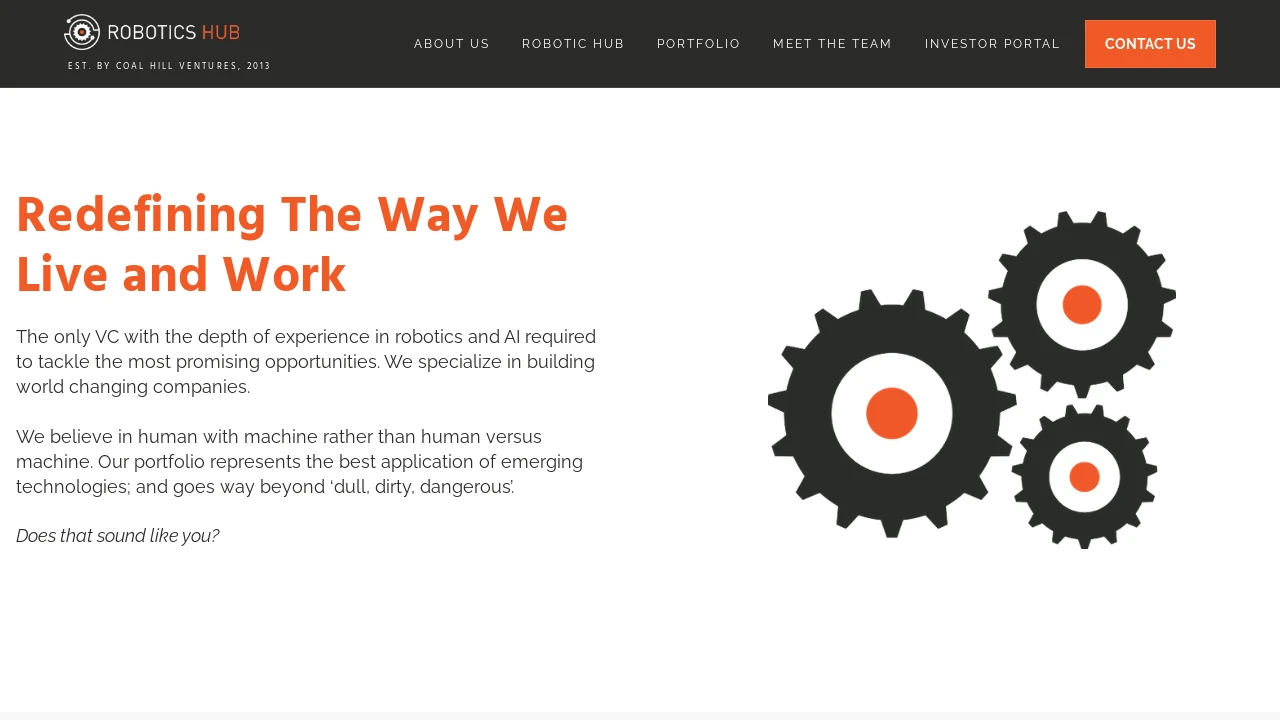 ROBOTICS HUB
EST. BY COAL HILL VENTURES, 2013
ABOUT US
ROBOTIC HUB
PORTFOLIO
MEET THE TEAM
INVESTOR PORTAL
CONTACT US
Redefining The Way We
Live and Work
The only VC with the depth of experience in robotics and AI required
to tackle the most promising opportunities. We specialize in building
world changing companies.
We believe in human with machine rather than human versus
machine. Our portfolio represents the best application of emerging
technologies; and goes way beyond ‘dull, dirty, dangerous’.
Does that sound like you?